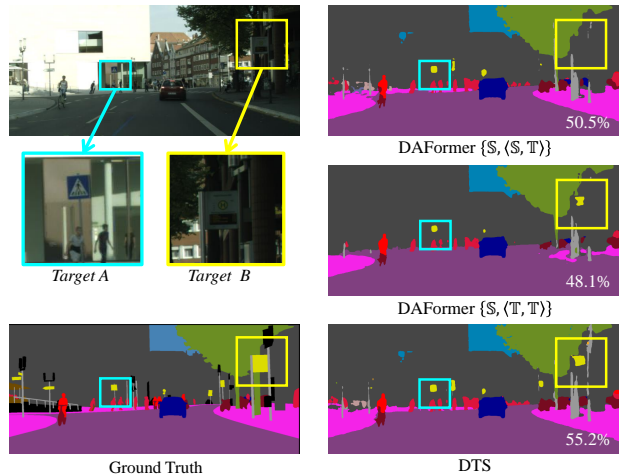 50.5%
DAFormer {𝕊, ⟨𝕊, 𝕋⟩}
Target A
Target B
48.1%
DAFormer {𝕊, ⟨𝕋, 𝕋⟩}
55.2%
Ground Truth
DTS